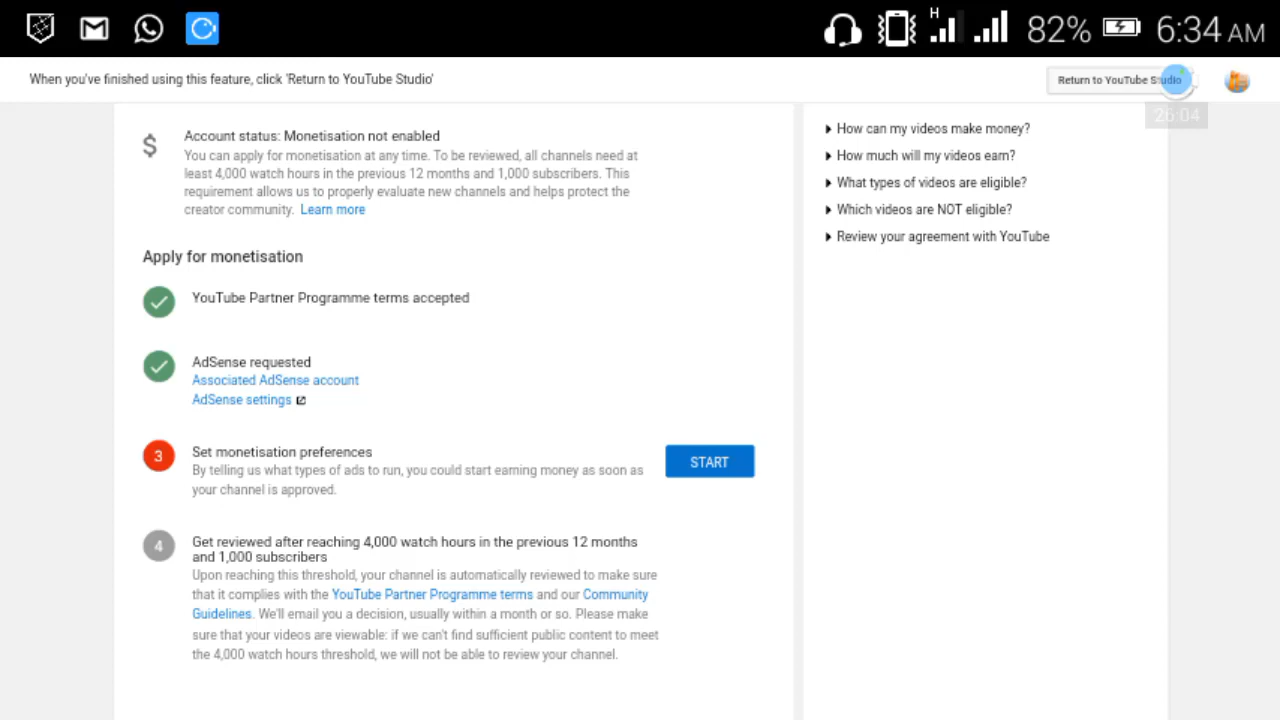 H 82% 6:34 AM
When you've finished using this feature, click 'Return to YouTube Studio'
Return to YouTube Studio
26:04
Account status: Monetisation not enabled
You can apply for monetisation at any time. To be reviewed, all channels need at
least 4,000 watch hours in the previous 12 months and 1,000 subscribers. This
requirement allows us to properly evaluate new channels and helps protect the
creator community. Learn more
Apply for monetisation
YouTube Partner Programme terms accepted
AdSense requested
Associated AdSense account
AdSense settings
3 Set monetisation preferences
By telling us what types of ads to run, you could start earning money as soon as
your channel is approved.
START
4 Get reviewed after reaching 4,000 watch hours in the previous 12 months
and 1,000 subscribers
Upon reaching this threshold, your channel is automatically reviewed to make sure
that it complies with the YouTube Partner Programme terms and our Community
Guidelines. We'll email you a decision, usually within a month or so. Please make
sure that your videos are viewable: if we can't find sufficient public content to meet
the 4,000 watch hours threshold, we will not be able to review your channel.
How can my videos make money?
How much will my videos earn?
What types of videos are eligible?
Which videos are NOT eligible?
Review your agreement with YouTube